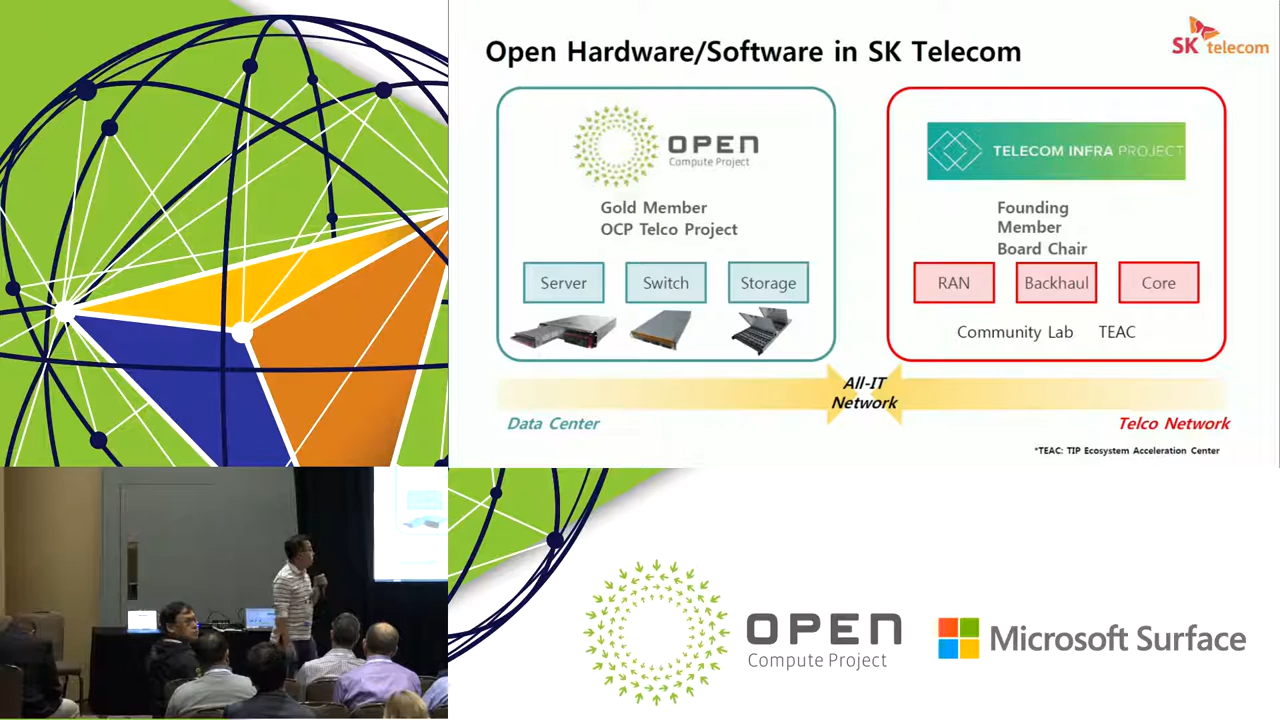 Open Hardware/Software in SK Telecom
SK telecom
OPEN
Compute Project
Gold Member
OCP Telco Project
Server
Switch
Storage
TELECOM INFRA PROJECT
Founding
Member
Board Chair
RAN
Backhaul
Core
Community Lab TEAC
All-IT
Network
Data Center
Telco Network
*TEAC: TIP Ecosystem Acceleration Center
OPEN
Compute Project
Microsoft Surface